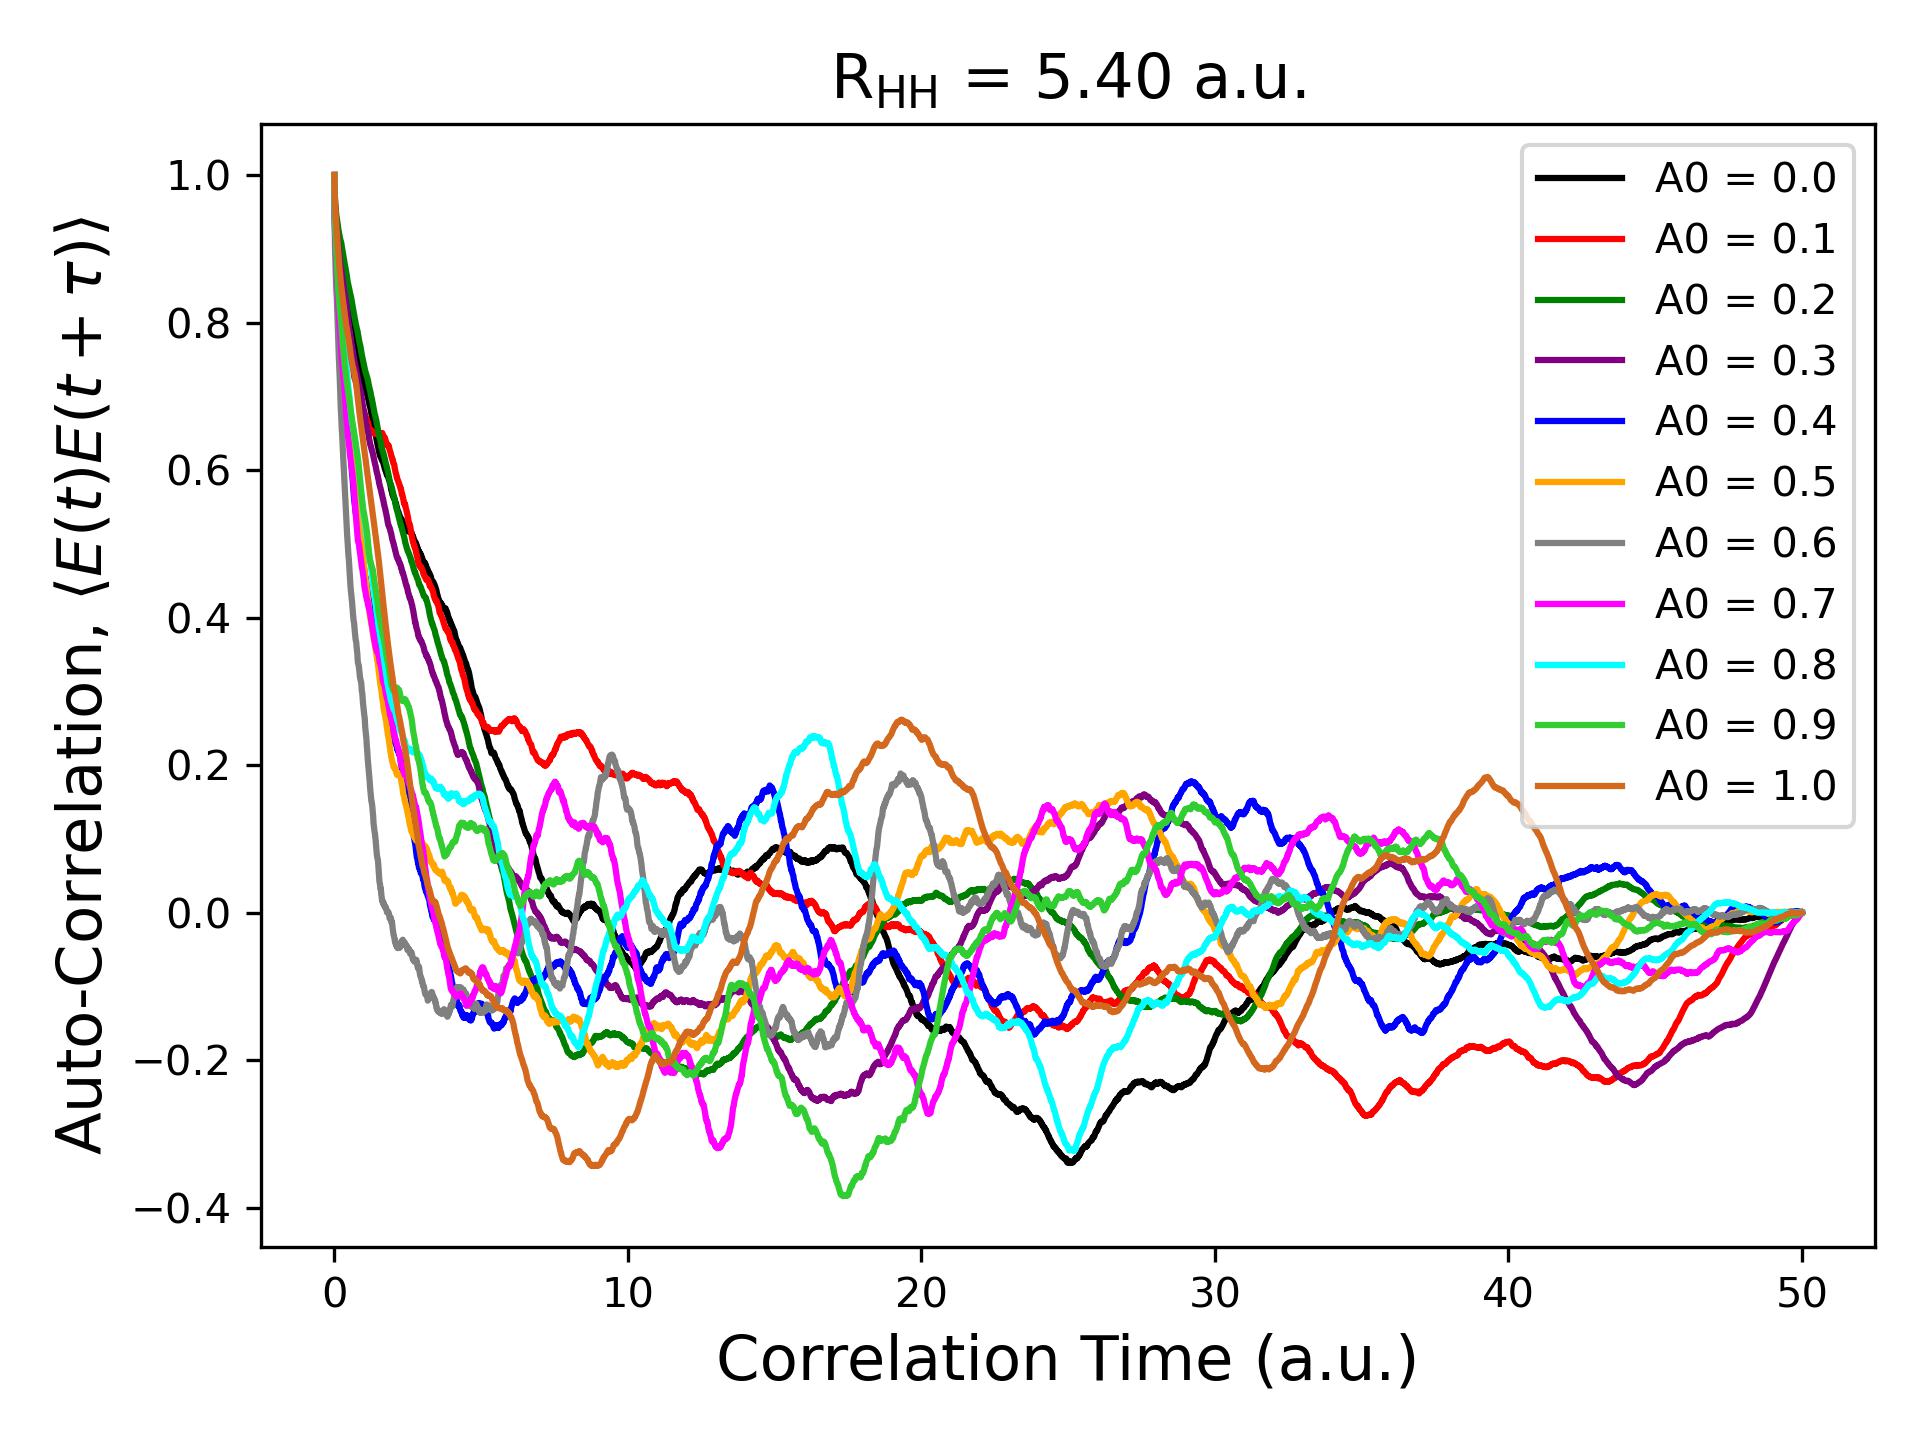 R_HH = 5.40 a.u.
Auto-Correlation, ⟨E(t)E(t + τ)⟩
1.0
0.8
0.6
0.4
0.2
0.0
−0.2
−0.4
A0 = 0.0
A0 = 0.1
A0 = 0.2
A0 = 0.3
A0 = 0.4
A0 = 0.5
A0 = 0.6
A0 = 0.7
A0 = 0.8
A0 = 0.9
A0 = 1.0
0 10 20 30 40 50
Correlation Time (a.u.)